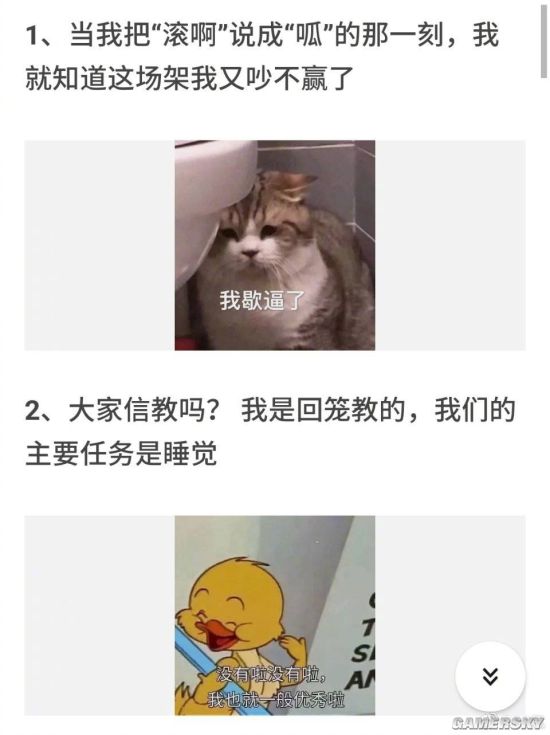 1、当我把“滚啊”说成“呱”的那一刻，我
就知道这场架我又吵不赢了
我歇逼了
2、大家信教吗？ 我是回笼教的，我们的
主要任务是睡觉
没有啦没有啦，
我也就一般优秀啦
T
S
AN
GAMERSKY